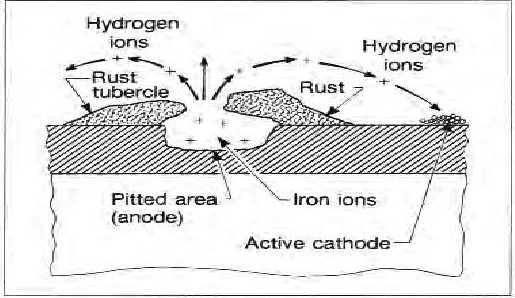 Hydrogen
ions
Hydrogen
ions
Rust
tubercle
Rust
Pitted area
(anode)
Iron ions
Active cathode